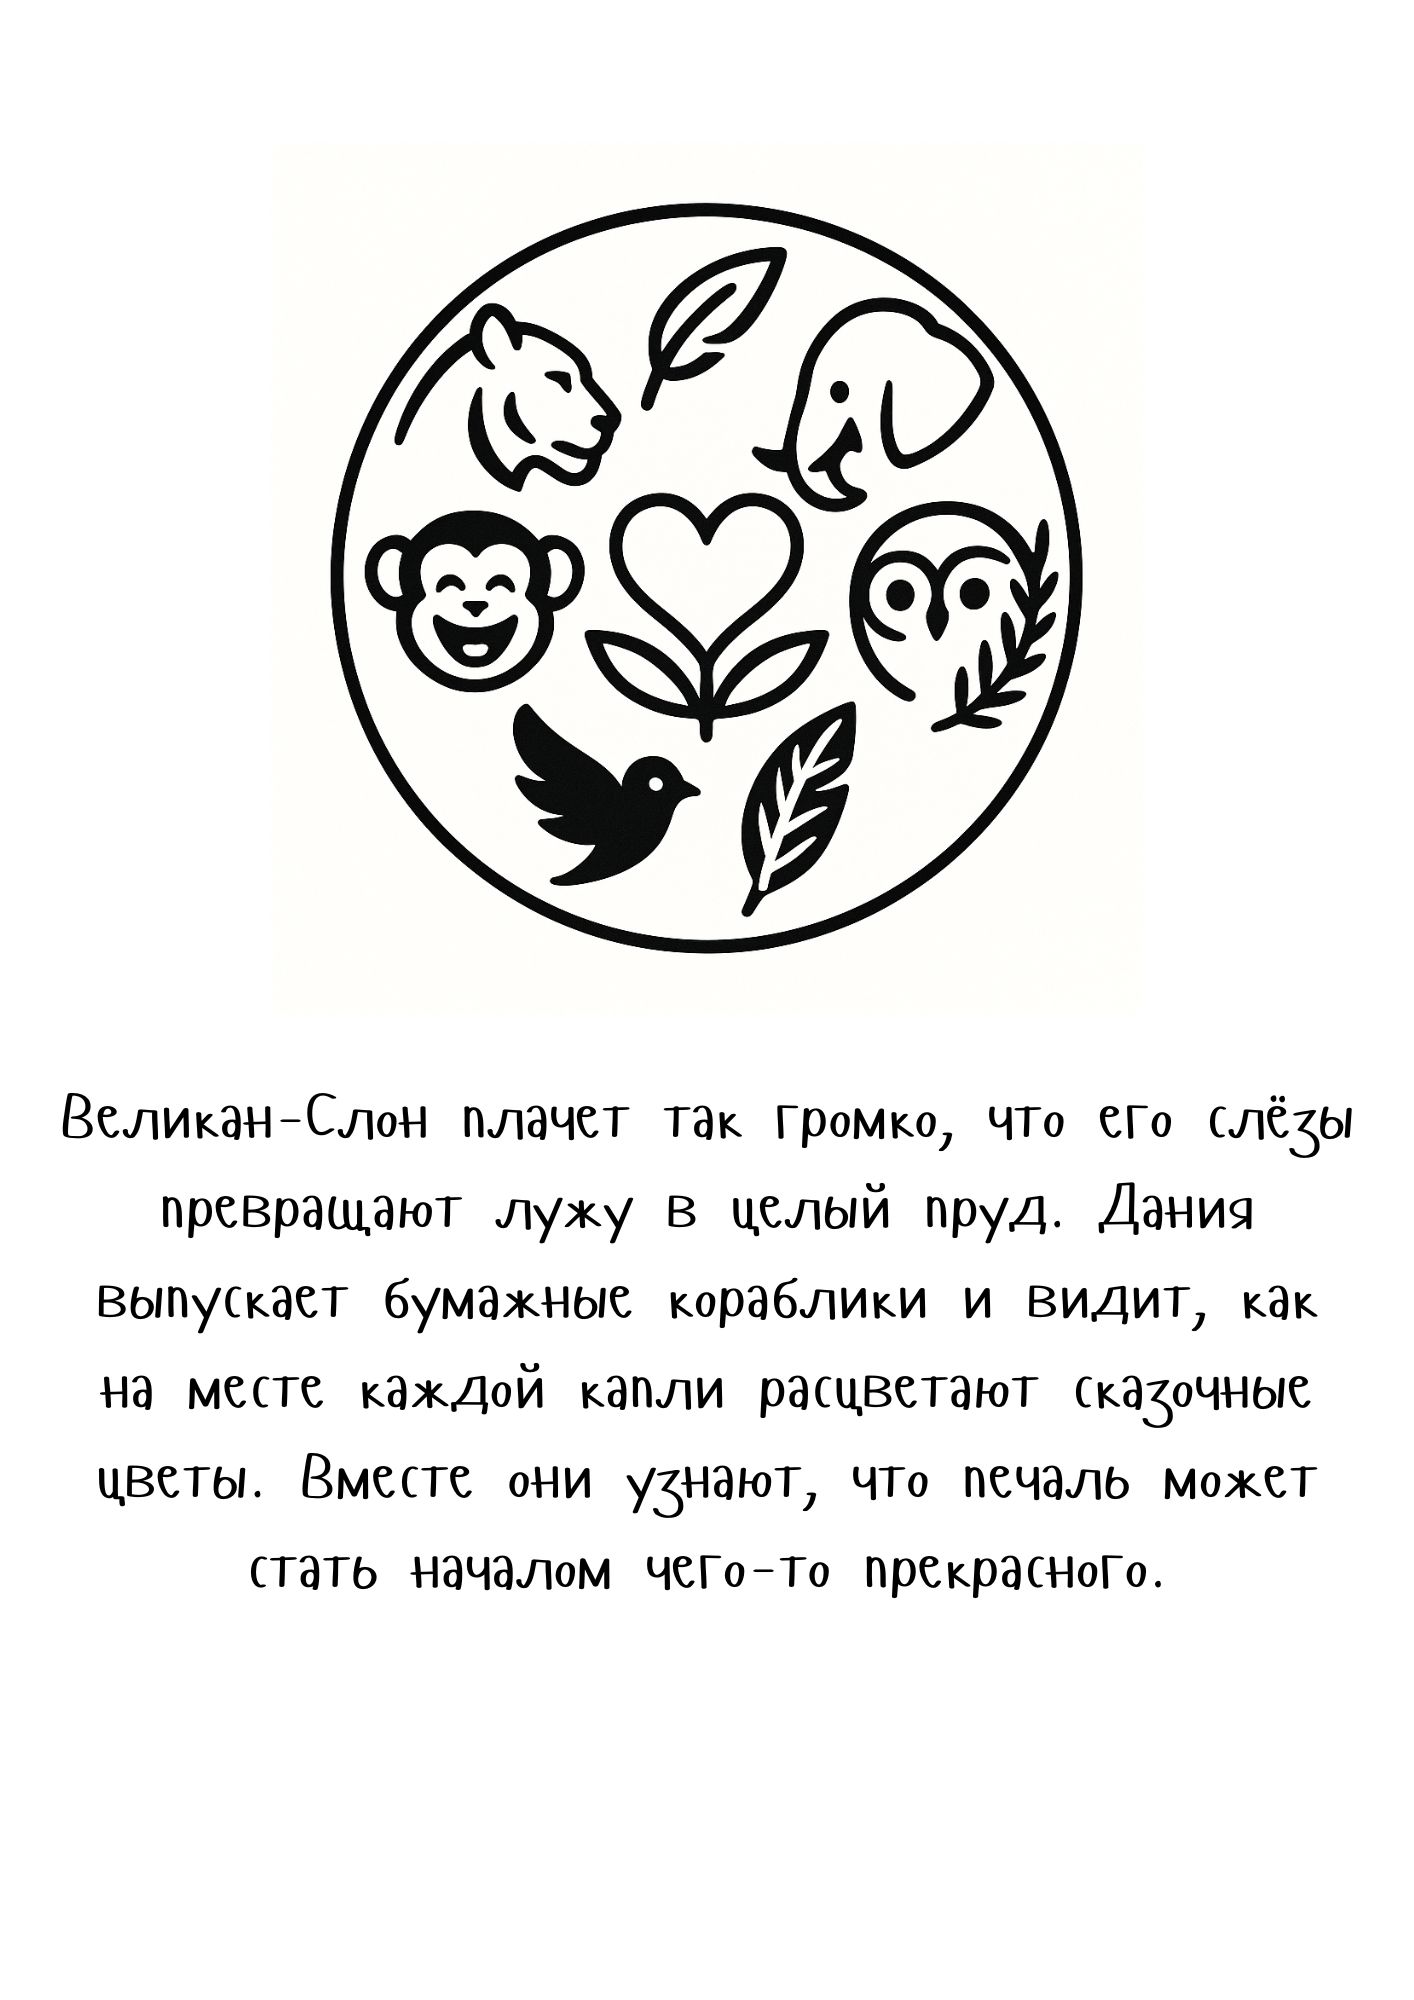 Великан-Слон плачет так громко, что его слёзы
превращают лужу в целый пруд. Дания
выпускает бумажные кораблики и видит, как
на месте каждой капли расцветают сказочные
цветы. Вместе они узнают, что печаль может
стать началом чего-то прекрасного.